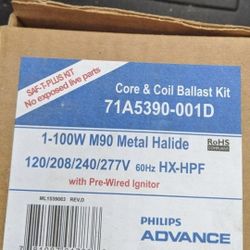 SAF-T-PLUS KIT
No exposed live parts
Core & Coil Ballast Kit
71A5390-001D
1-100W M90 Metal Halide
RoHS
120/208/240/277V 60Hz HX-HPF
with Pre-Wired Ignitor
REV.D
PHILIPS
ADVANCE